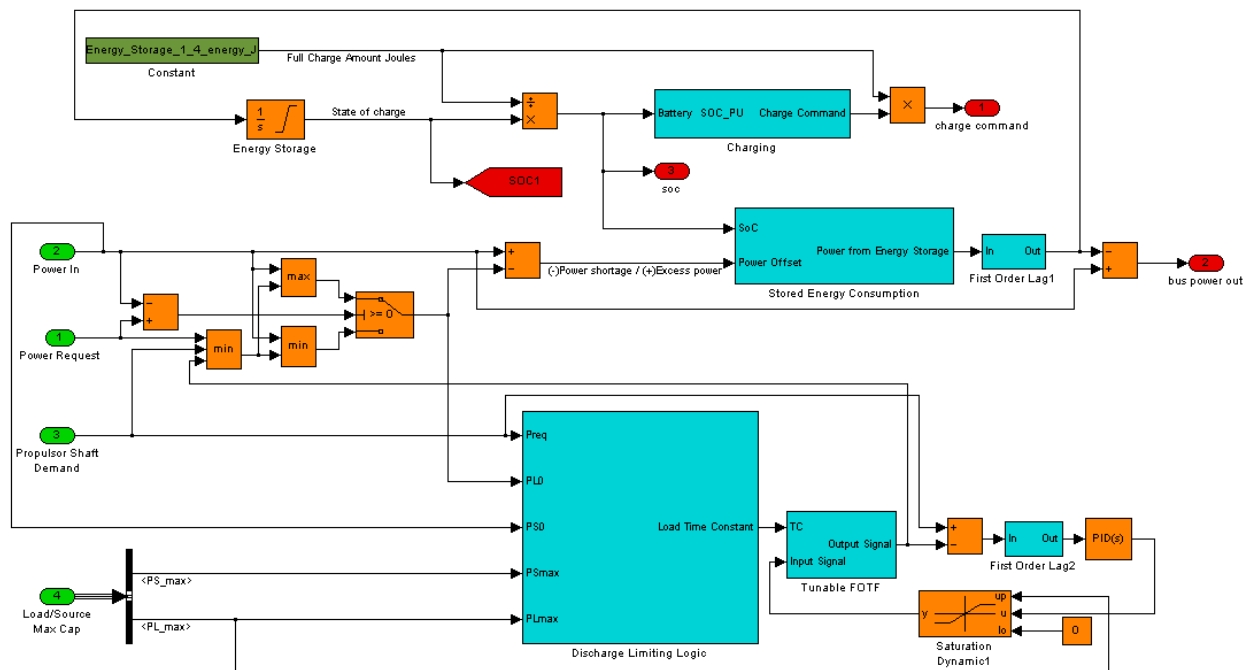 Energy_Storage_1_4_energy_J
Constant
Full Charge Amount Joules
1
s
Energy Storage
State of charge
÷
×
Battery SOC_PU
Charge Command
Charging
×
1
charge command
SOC1
3
soc
2
Power In
1
Power Request
3
Propulsor Shaft
Demand
4
Load/Source
Max Cap
−
+
max
min
min
>= 0
+
−
(-)Power shortage / (+)Excess power
SoC
Power Offset
Power from Energy Storage
Stored Energy Consumption
In
Out
First Order Lag1
−
+
2
bus power out
<PS_max>
<PL_max>
Preq
PL0
PS0
PSmax
PLmax
Load Time Constant
Discharge Limiting Logic
TC
Input Signal
Output Signal
Tunable FOTF
+
−
In
Out
First Order Lag2
PID(s)
y
up
u
lo
Saturation
Dynamic1
0